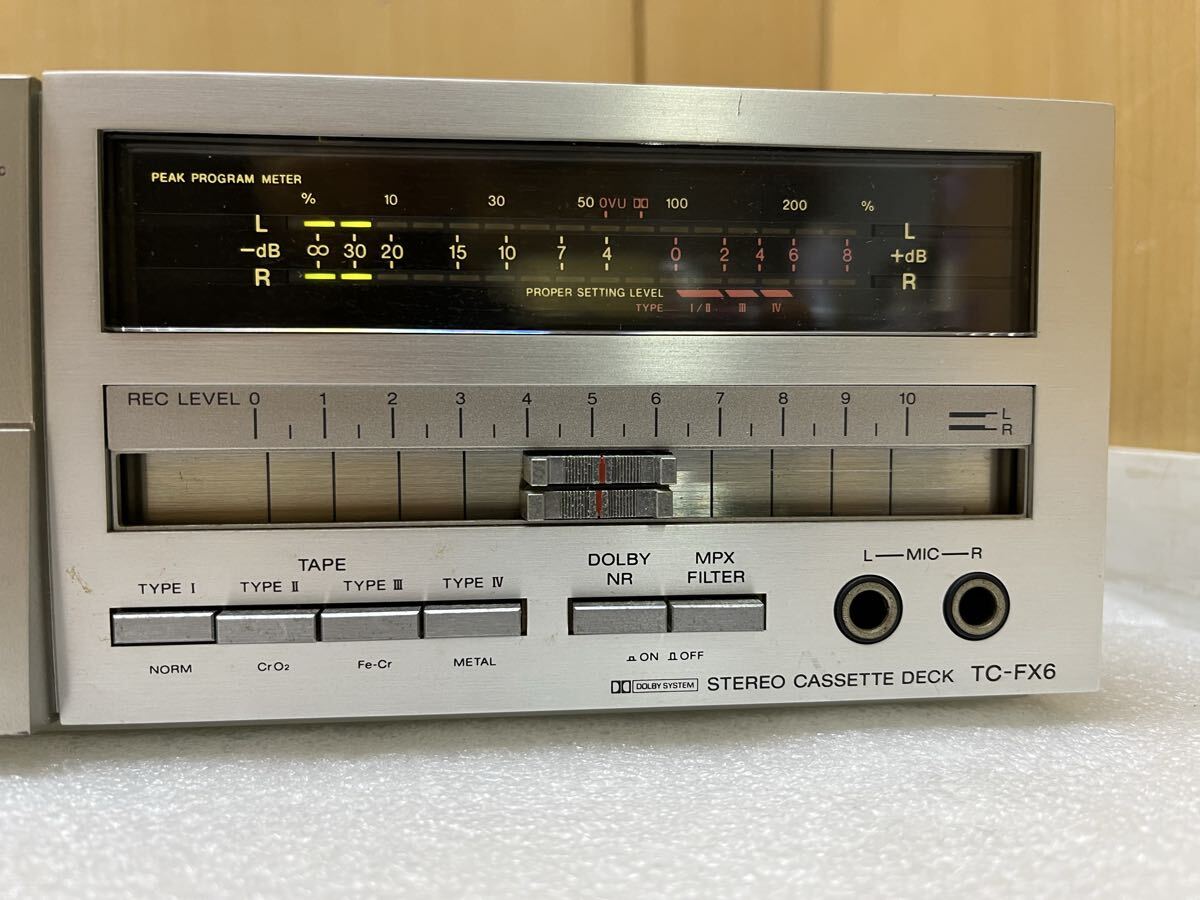 C
PEAK PROGRAM METER
% 10 30 50 0VU 100 200 %
L L
-dB ∞ 30 20 15 10 7 4 0 2 4 6 8 +dB
R R
PROPER SETTING LEVEL
TYPE I/II III IV
REC LEVEL 0 1 2 3 4 5 6 7 8 9 10 L
R
TAPE
TYPE I TYPE II TYPE III TYPE IV
NORM CrO₂ Fe-Cr METAL
DOLBY NR
MPX FILTER
ON OFF
L—MIC—R
DOLBY SYSTEM STEREO CASSETTE DECK TC-FX6